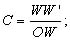 C = WW' / OW ;